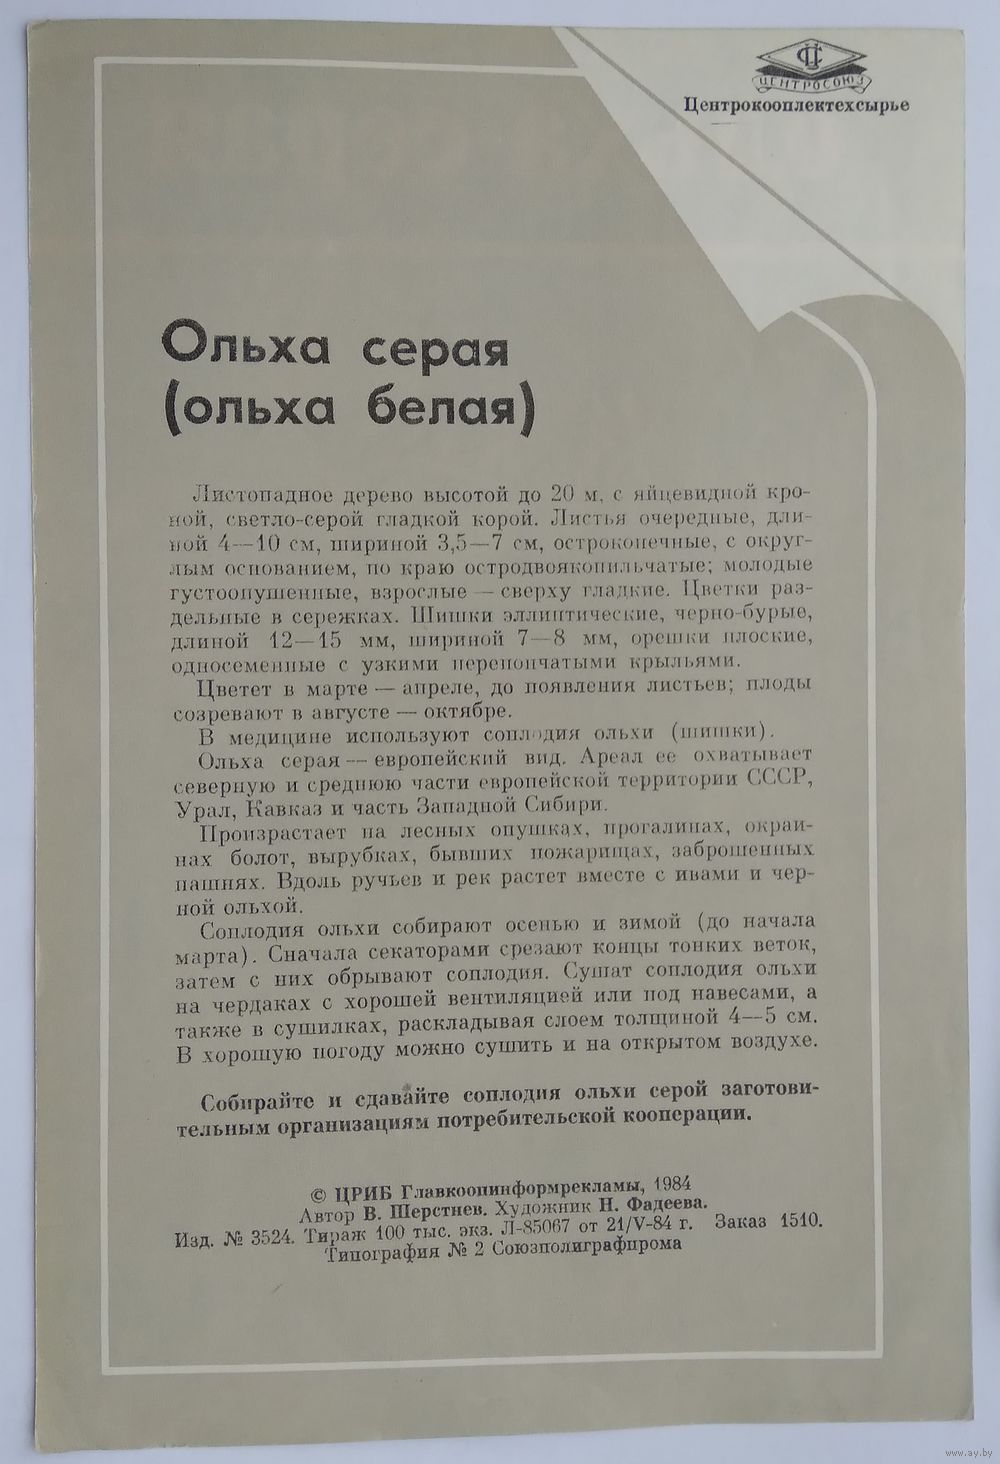 ЦЕНТРОСОЮЗ
Центрокооплектехсырье
Ольха серая
(ольха белая)
Листопадное дерево высотой до 20 м, с яйцевидной кро-
ной, светло-серой гладкой корой. Листья очередные, дли-
ной 4—10 см, шириной 3,5—7 см, остроконечные, с округ-
лым основанием, по краю остродвоякопильчатые; молодые
густоопушенные, взрослые — сверху гладкие. Цветки раз-
дельные в сережках. Шишки эллиптические, черно-бурые,
длиной 12—15 мм, шириной 7—8 мм, орешки плоские,
односеменные с узкими перепончатыми крыльями.
Цветет в марте — апреле, до появления листьев; плоды
созревают в августе — октябре.
В медицине используют соплодия ольхи (шишки).
Ольха серая — европейский вид. Ареал ее охватывает
северную и среднюю части европейской территории СССР,
Урал, Кавказ и часть Западной Сибири.
Произрастает на лесных опушках, прогалинах, окраи-
нах болот, вырубках, бывших пожарищах, заброшенных
пашнях. Вдоль ручьев и рек растет вместе с ивами и чер-
ной ольхой.
Соплодия ольхи собирают осенью и зимой (до начала
марта). Сначала секаторами срезают концы тонких веток,
затем с них обрывают соплодия. Сушат соплодия ольхи
на чердаках с хорошей вентиляцией или под навесами, а
также в сушилках, раскладывая слоем толщиной 4—5 см.
В хорошую погоду можно сушить и на открытом воздухе.
Собирайте и сдавайте соплодия ольхи серой заготови-
тельным организациям потребительской кооперации.
© ЦРИБ Главкоопинформрекламы, 1984
Автор В. Шерстнев. Художник Н. Фадеева.
Изд. № 3524. Тираж 100 тыс. экз. Л-85067 от 21/V-84 г. Заказ 1510.
Типография № 2 Союзполиграфпрома
www.ay.by